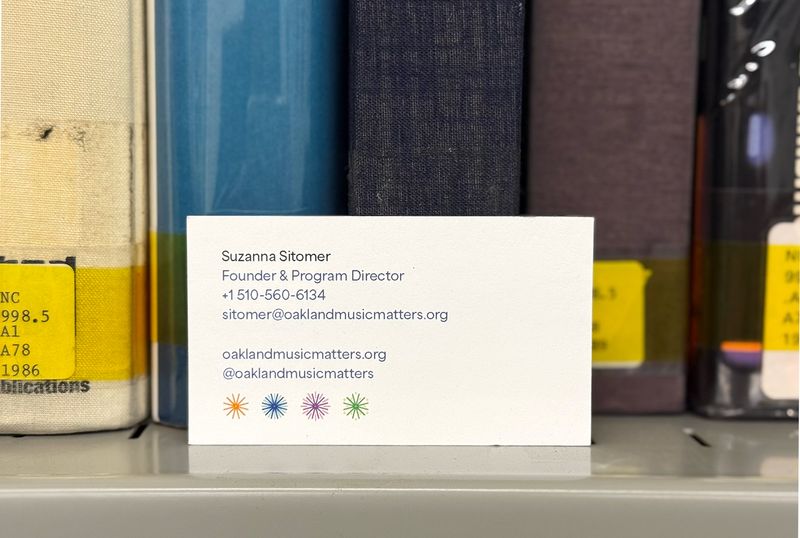 NC
998.5
A1
A78
1986
blications
Suzanna Sitomer
Founder & Program Director
+1 510-560-6134
sitomer@oaklandmusicmatters.org
oaklandmusicmatters.org
@oaklandmusicmatters